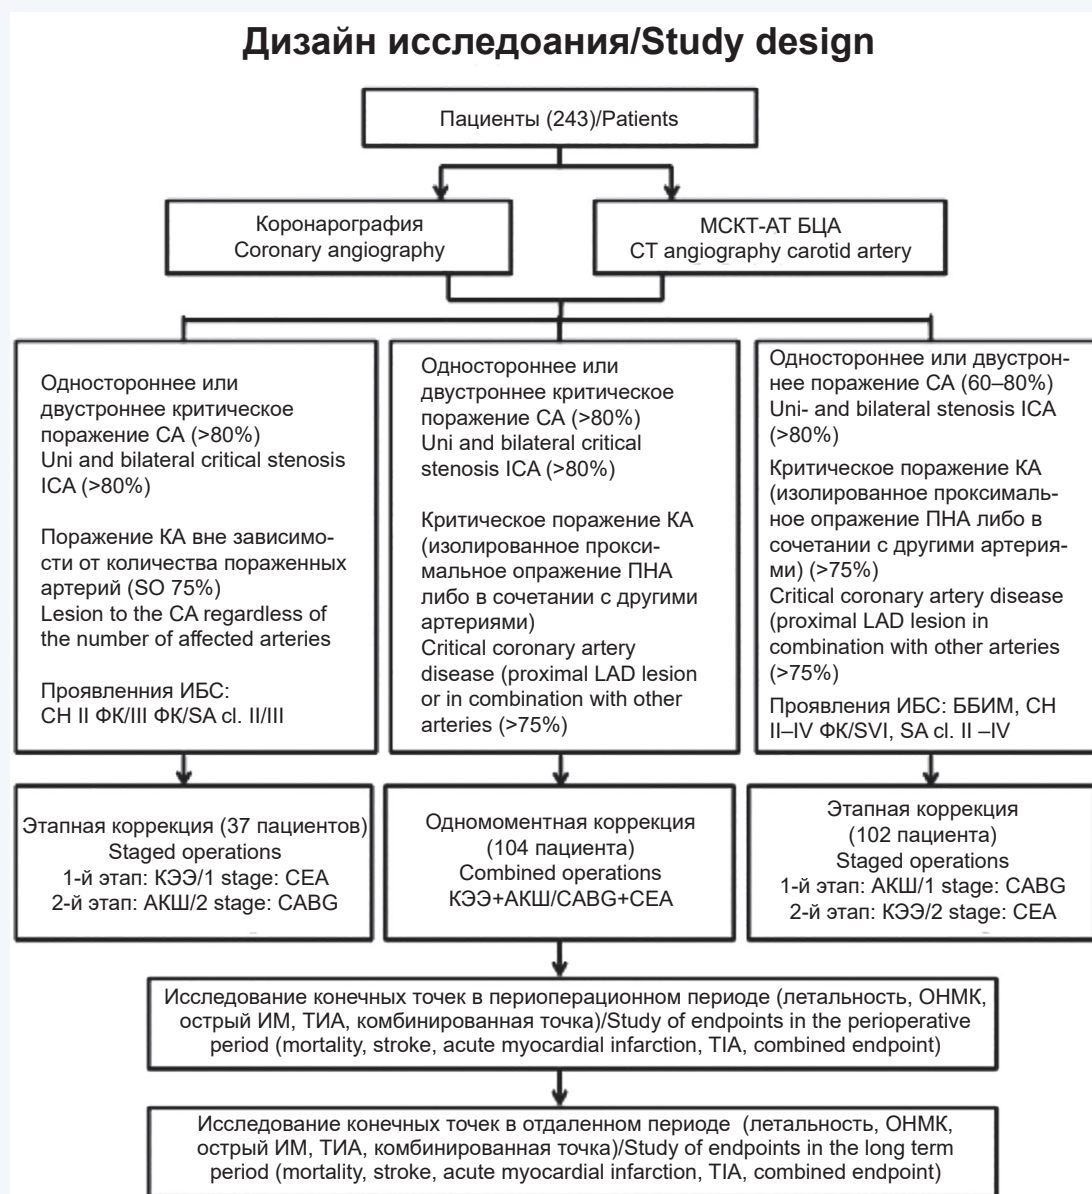 Дизайн исследоания/Study design
Пациенты (243)/Patients
Коронарография
Coronary angiography
МСКТ-АТ БЦА
CT angiography carotid artery
Одностороннее или
двустроннее критическое
поражение СА (>80%)
Uni and bilateral critical stenosis
ICA (>80%)
Поражение КА вне зависимо-
сти от количества пораженных
артерий (SO 75%)
Lesion to the CA regardless of
the number of affected arteries
Проявленния ИБС:
СН II ФК/III ФК/SA cl. II/III
Одностороннее или
двустроннее критическое
поражение СА (>80%)
Uni and bilateral critical
stenosis ICA (>80%)
Критическое поражение КА
(изолированное прокси-
мальное опражение ПНА
либо в сочетании с другими
артериями)
Critical coronary artery
disease (proximal LAD lesion
or in combination with other
arteries (>75%)
Одностороннее или двустрон-
нее поражение СА (60–80%)
Uni- and bilateral stenosis ICA
(>80%)
Критическое поражение КА
(изолированное проксималь-
ное опражение ПНА либо в
сочетании с другими артерия-
ми) (>75%)
Critical coronary artery disease
(proximal LAD lesion in
combination with other arteries
(>75%)
Проявления ИБС: ББИМ, СН
II–IV ФК/SVI, SA cl. II –IV
Этапная коррекция (37 пациентов)
Staged operations
1-й этап: КЭЭ/1 stage: CEA
2-й этап: АКШ/2 stage: CABG
Одномоментная коррекция
(104 пациента)
Combined operations
КЭЭ+АКШ/CABG+CEA
Этапная коррекция
(102 пациента)
Staged operations
1-й этап: АКШ/1 stage: CABG
2-й этап: КЭЭ/2 stage: CEA
Исследование конечных точек в периоперационном периоде (летальность, ОНМК,
острый ИМ, ТИА, комбинированная точка)/Study of endpoints in the perioperative
period (mortality, stroke, acute myocardial infarction, TIA, combined endpoint)
Исследование конечных точек в отдаленном периоде (летальность, ОНМК,
острый ИМ, ТИА, комбинированная точка)/Study of endpoints in the long term
period (mortality, stroke, acute myocardial infarction, TIA, combined endpoint)